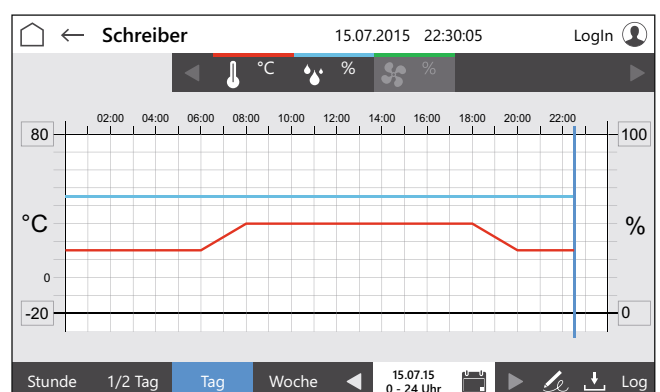 Schreiber 15.07.2015 22:30:05 LogIn
°C % %
02:00 04:00 06:00 08:00 10:00 12:00 14:00 16:00 18:00 20:00 22:00
80 100
°C %
0
-20 0
Stunde 1/2 Tag Tag Woche 15.07.15 Log
0 - 24 Uhr